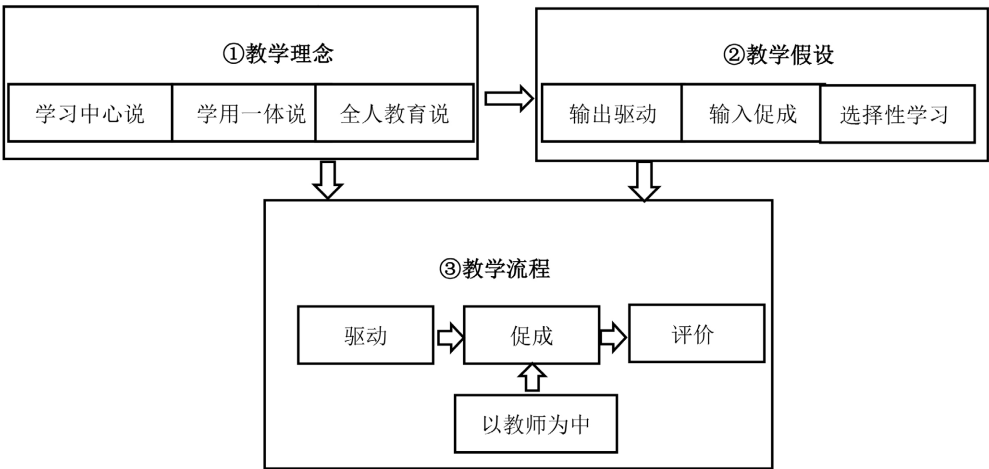 ①教学理念
学习中心说
学用一体说
全人教育说
②教学假设
输出驱动
输入促成
选择性学习
③教学流程
驱动
促成
评价
以教师为中